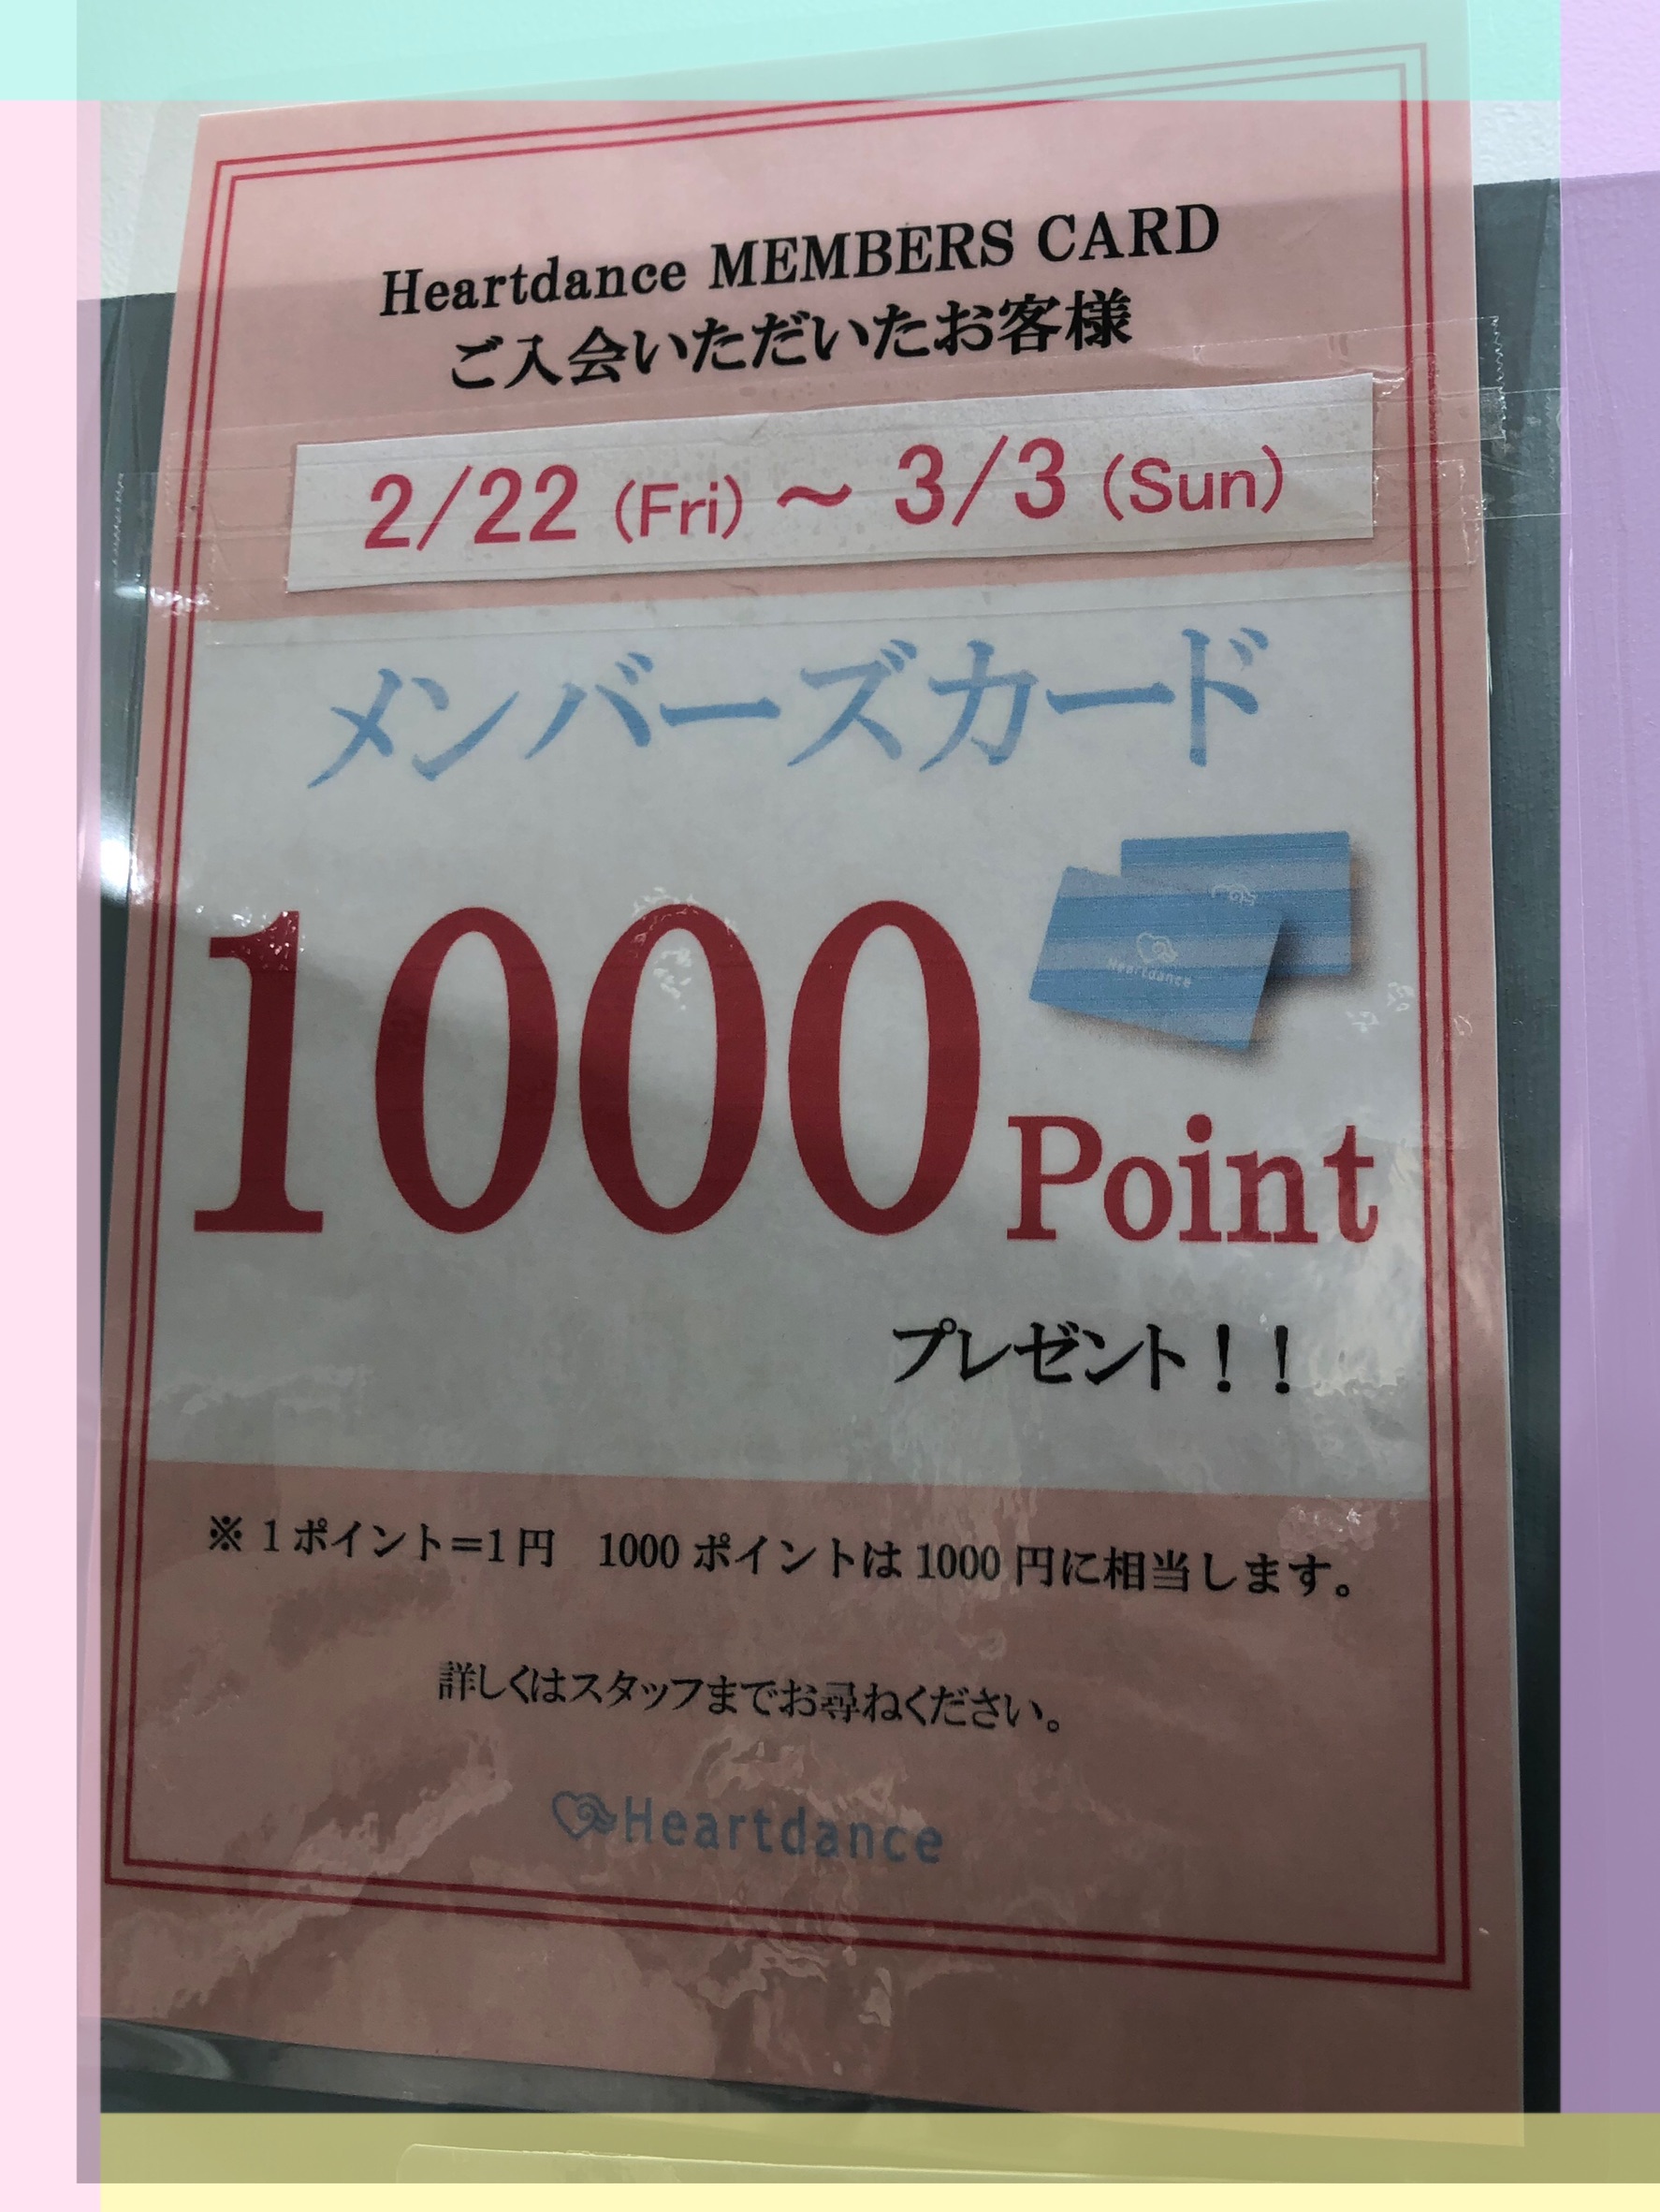 Heartdance MEMBERS CARD
ご入会いただいたお客様
2/22 (Fri) ～ 3/3 (Sun)
メンバーズカード
Heartdance
1000 Point
プレゼント！！
※１ポイント＝1円　1000ポイントは1000円に相当します。
詳しくはスタッフまでお尋ねください。
Heartdance